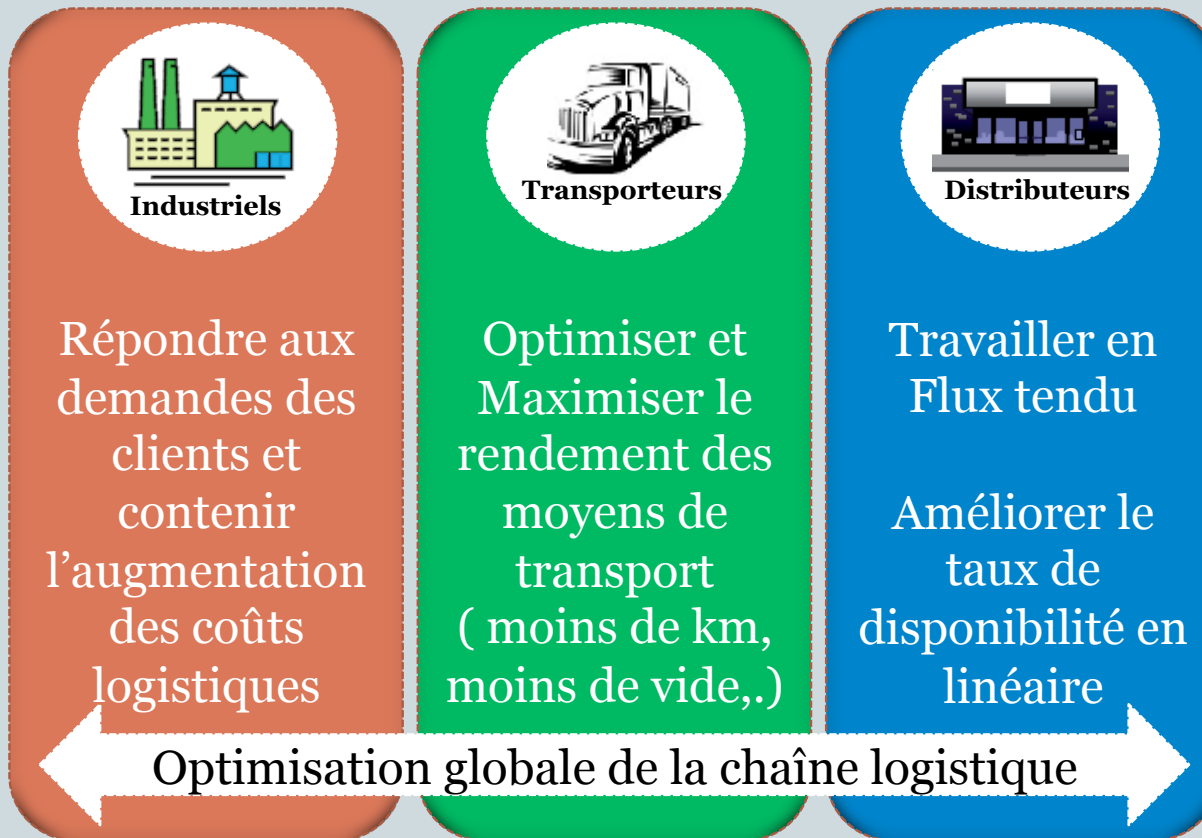 Industriels
Répondre aux
demandes des
clients et
contenir
l’augmentation
des coûts
logistiques
Transporteurs
Optimiser et
Maximiser le
rendement des
moyens de
transport
( moins de km,
moins de vide,.)
Distributeurs
Travailler en
Flux tendu
Améliorer le
taux de
disponibilité en
linéaire
Optimisation globale de la chaîne logistique